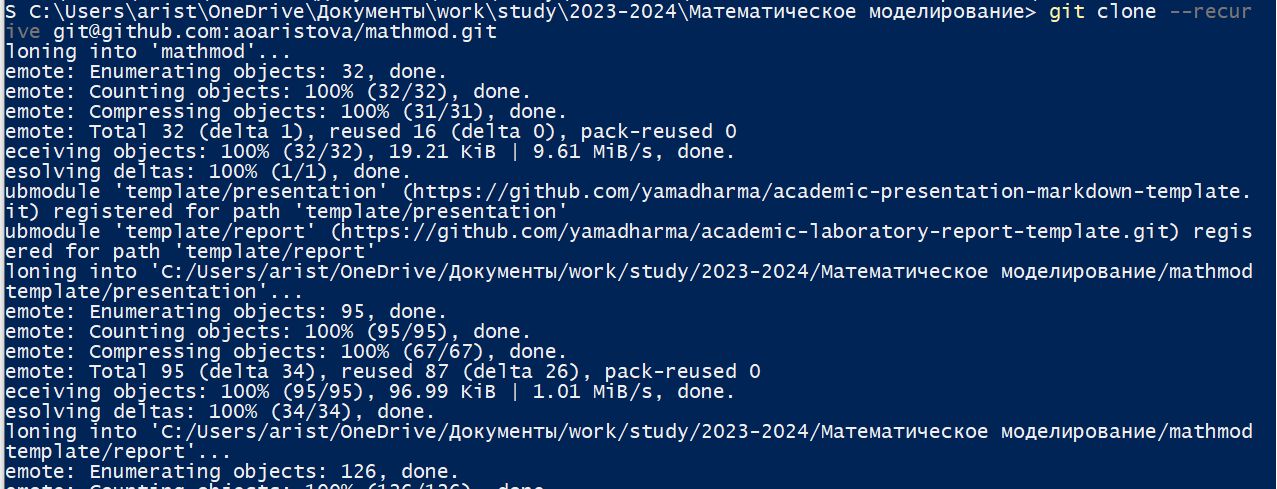 S C:\Users\arist\OneDrive\Документы\work\study\2023-2024\Математическое моделирование> git clone --recur
ive git@github.com:aoaristova/mathmod.git
loning into 'mathmod'...
emote: Enumerating objects: 32, done.
emote: Counting objects: 100% (32/32), done.
emote: Compressing objects: 100% (31/31), done.
emote: Total 32 (delta 1), reused 16 (delta 0), pack-reused 0
eceiving objects: 100% (32/32), 19.21 KiB | 9.61 MiB/s, done.
esolving deltas: 100% (1/1), done.
ubmodule 'template/presentation' (https://github.com/yamadharma/academic-presentation-markdown-template.
it) registered for path 'template/presentation'
ubmodule 'template/report' (https://github.com/yamadharma/academic-laboratory-report-template.git) regis
ered for path 'template/report'
loning into 'C:/Users/arist/OneDrive/Документы/work/study/2023-2024/Математическое моделирование/mathmod
template/presentation'...
emote: Enumerating objects: 95, done.
emote: Counting objects: 100% (95/95), done.
emote: Compressing objects: 100% (67/67), done.
emote: Total 95 (delta 34), reused 87 (delta 26), pack-reused 0
eceiving objects: 100% (95/95), 96.99 KiB | 1.01 MiB/s, done.
esolving deltas: 100% (34/34), done.
loning into 'C:/Users/arist/OneDrive/Документы/work/study/2023-2024/Математическое моделирование/mathmod
template/report'...
emote: Enumerating objects: 126, done.
emote: Counting objects: 100% (126/126), done.